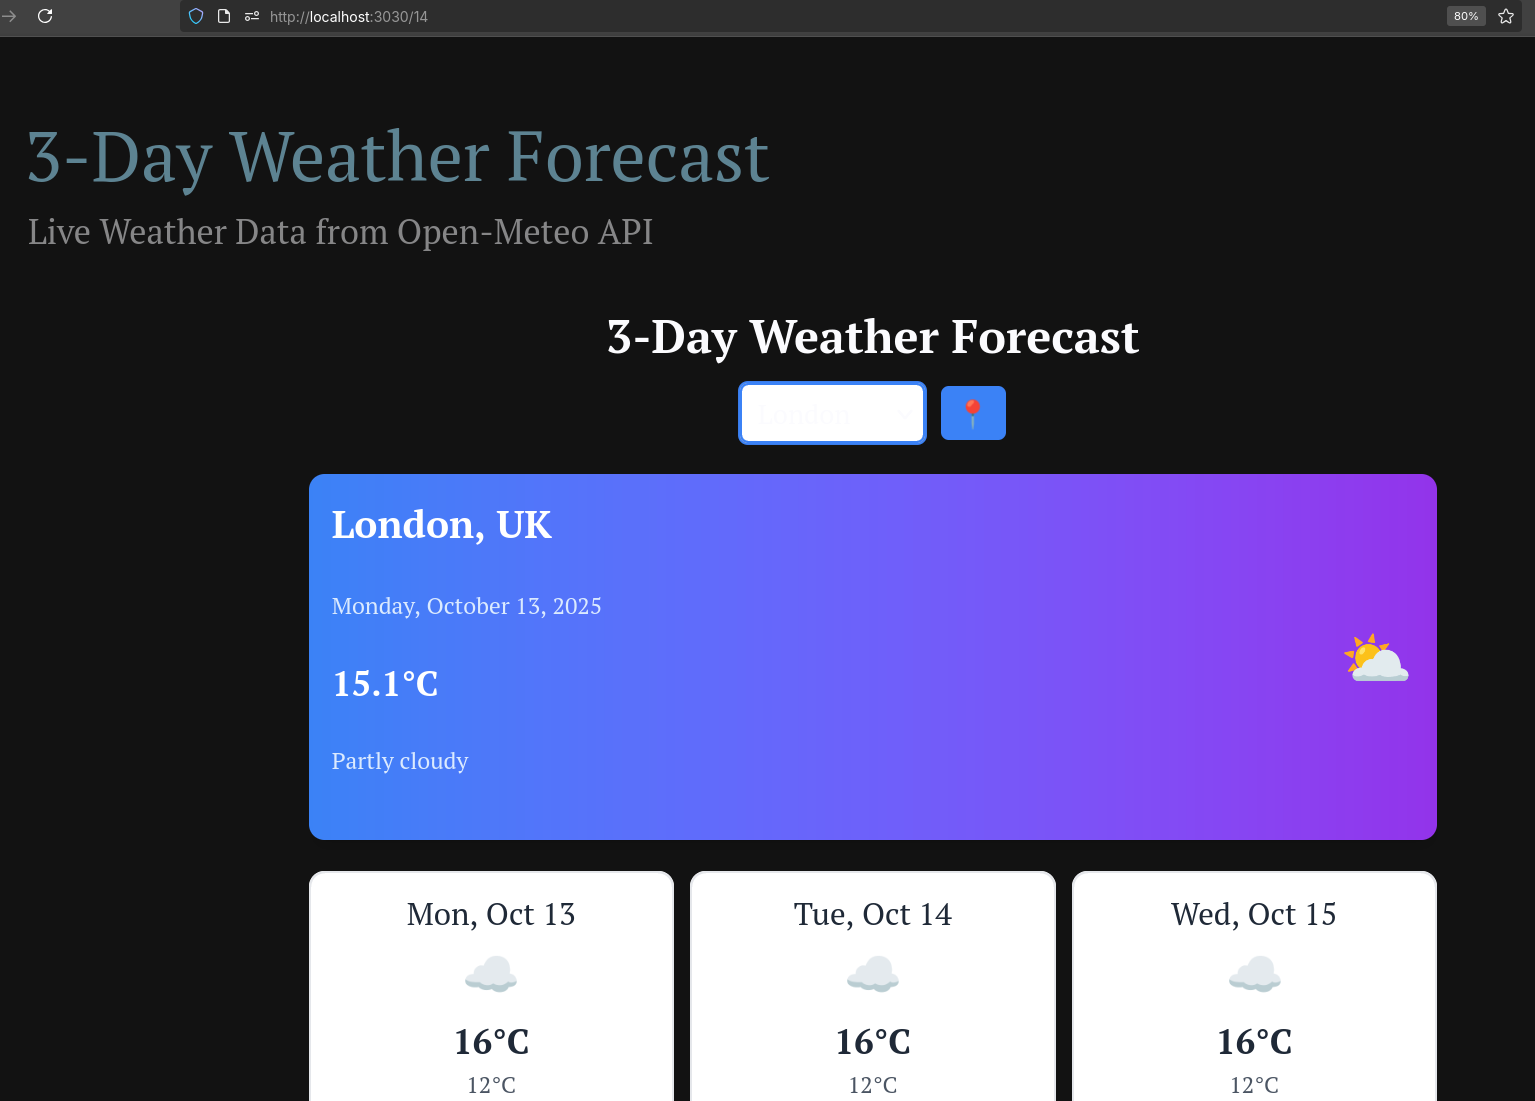 http://localhost:3030/14
80%
3-Day Weather Forecast
Live Weather Data from Open-Meteo API
3-Day Weather Forecast
London
London, UK
Monday, October 13, 2025
15.1°C
Partly cloudy
Mon, Oct 13
Tue, Oct 14
Wed, Oct 15
16°C
16°C
16°C
12°C
12°C
12°C